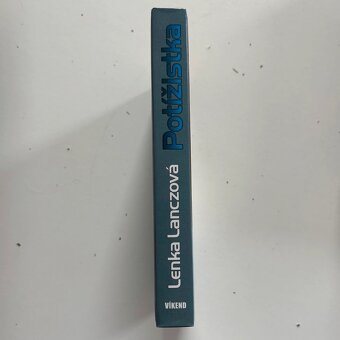 Lenka Lanczová
Potížistka
VÍKEND